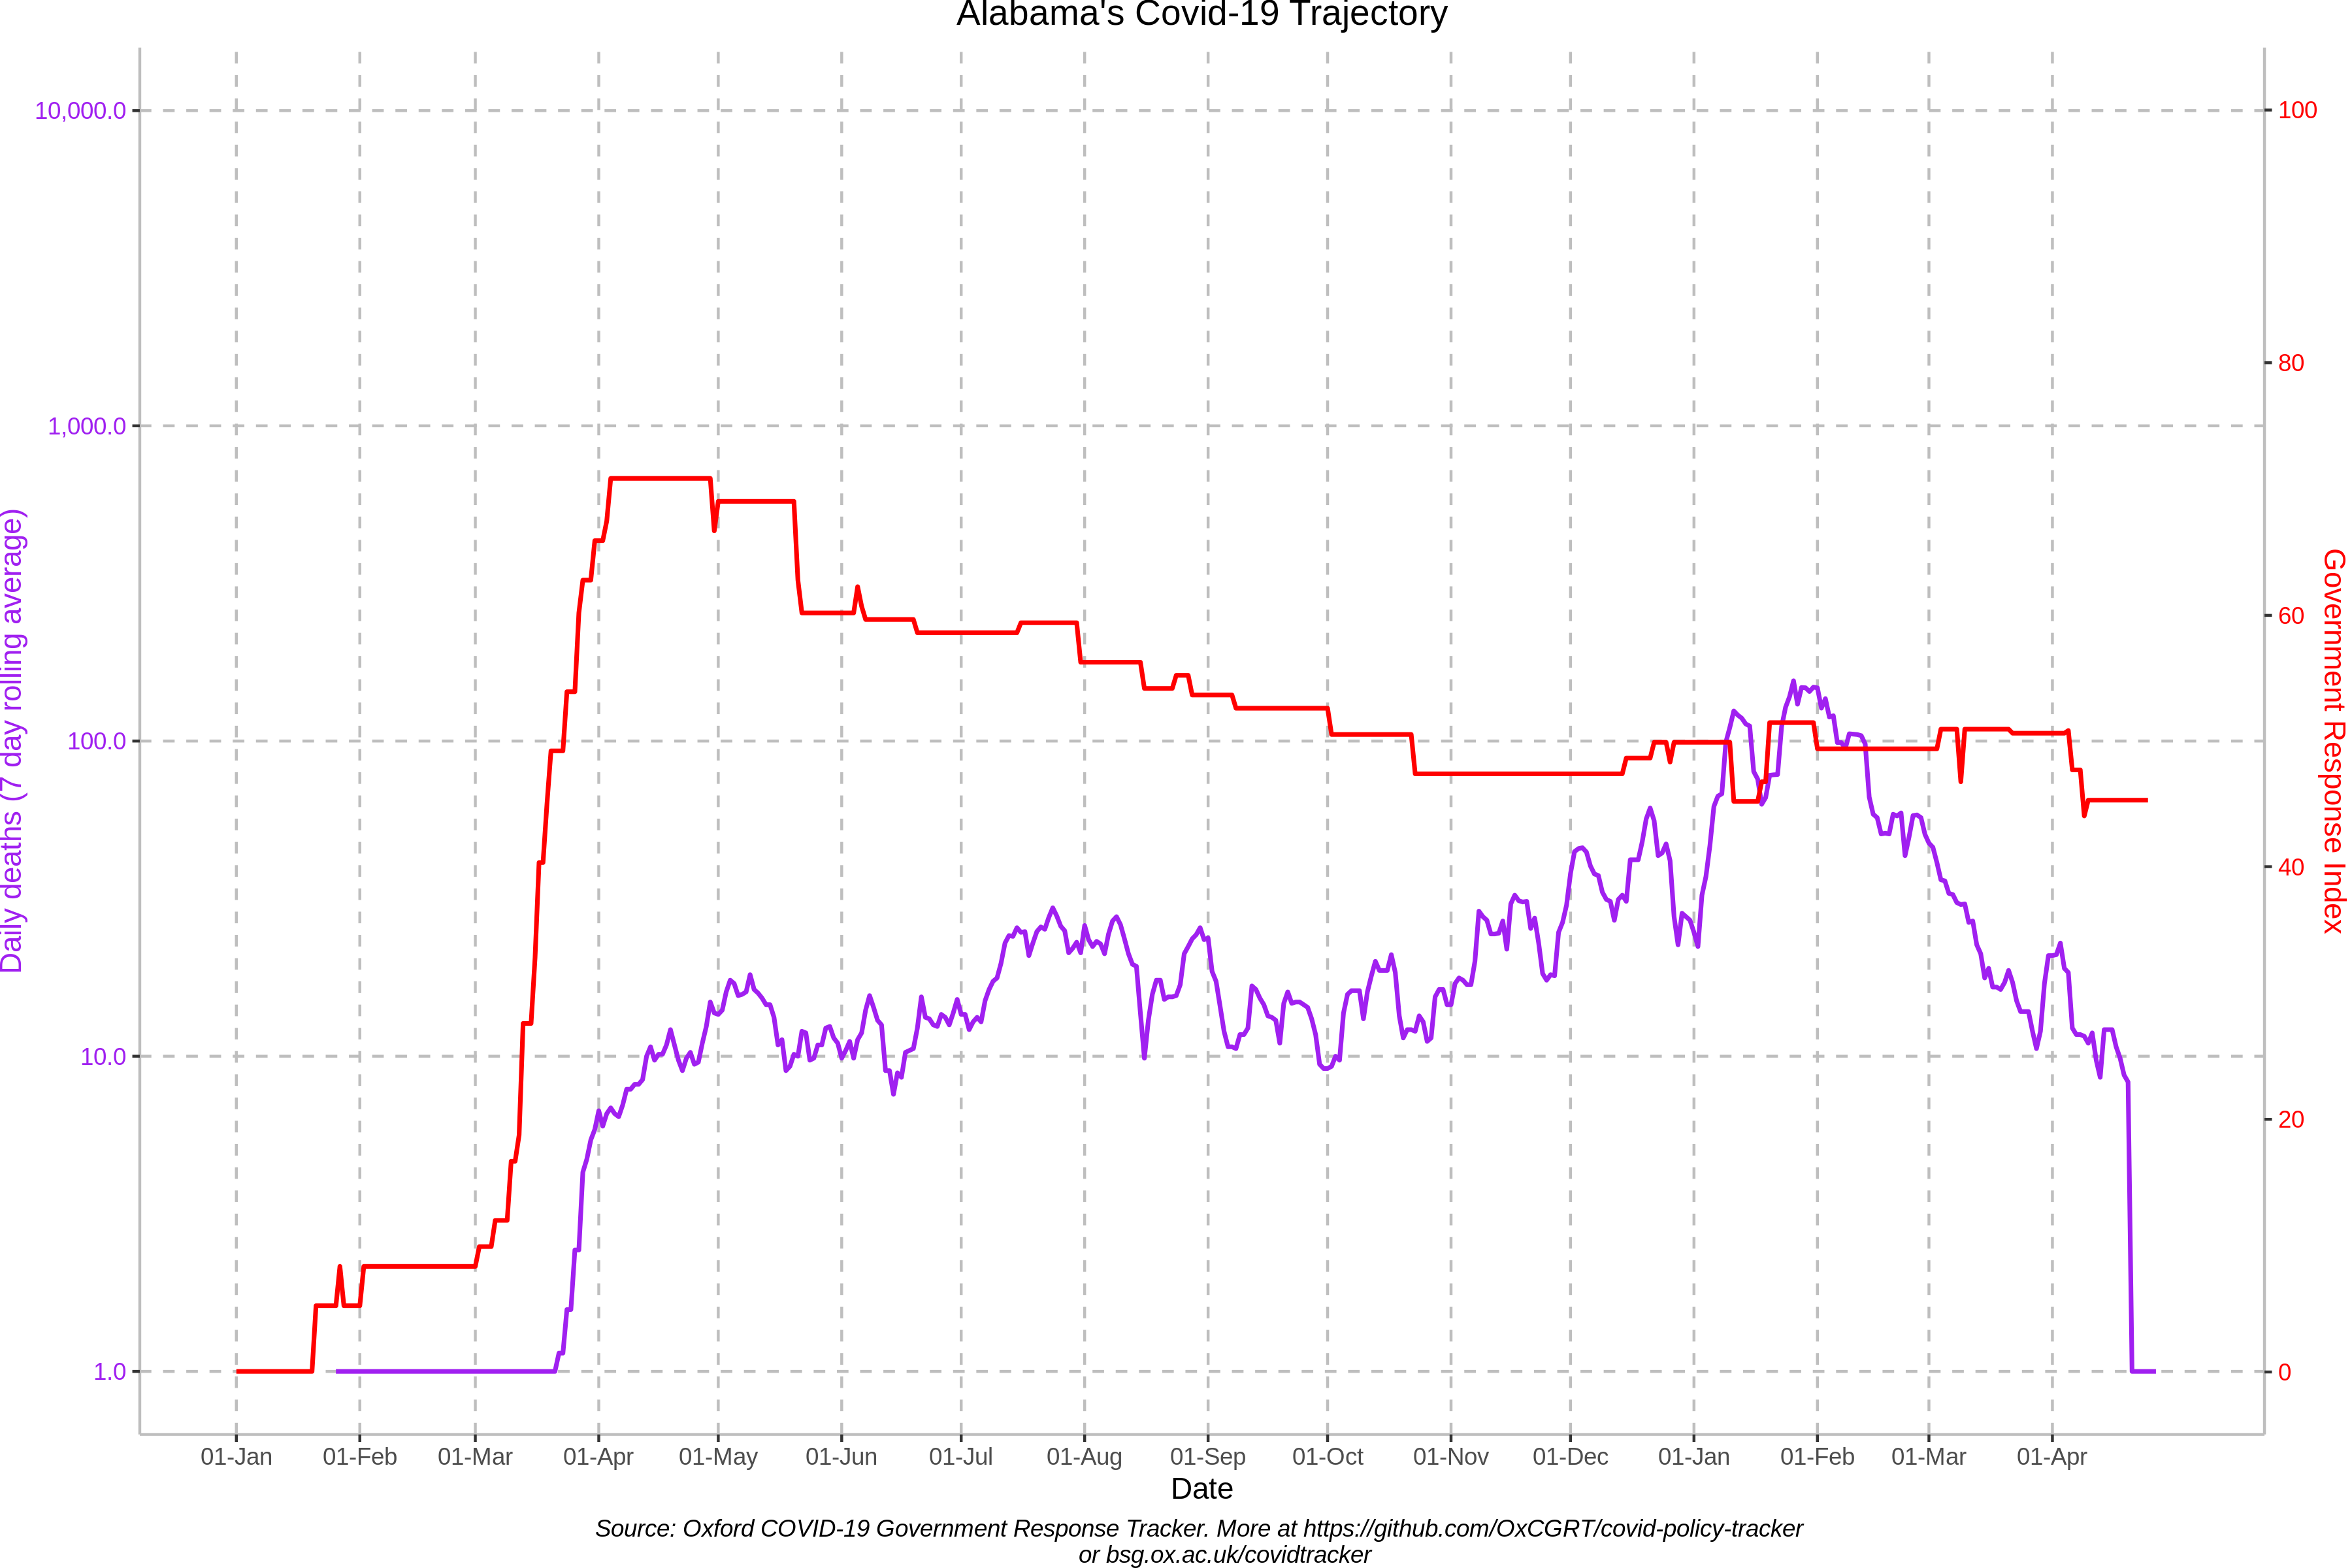 Alabama's Covid-19 Trajectory
10,000.0
1,000.0
100.0
10.0
1.0
Daily deaths (7 day rolling average)
100
80
60
40
20
0
Government Response Index
01-Jan 01-Feb 01-Mar 01-Apr 01-May 01-Jun 01-Jul 01-Aug 01-Sep 01-Oct 01-Nov 01-Dec 01-Jan 01-Feb 01-Mar 01-Apr
Date
Source: Oxford COVID-19 Government Response Tracker. More at https://github.com/OxCGRT/covid-policy-tracker
or bsg.ox.ac.uk/covidtracker